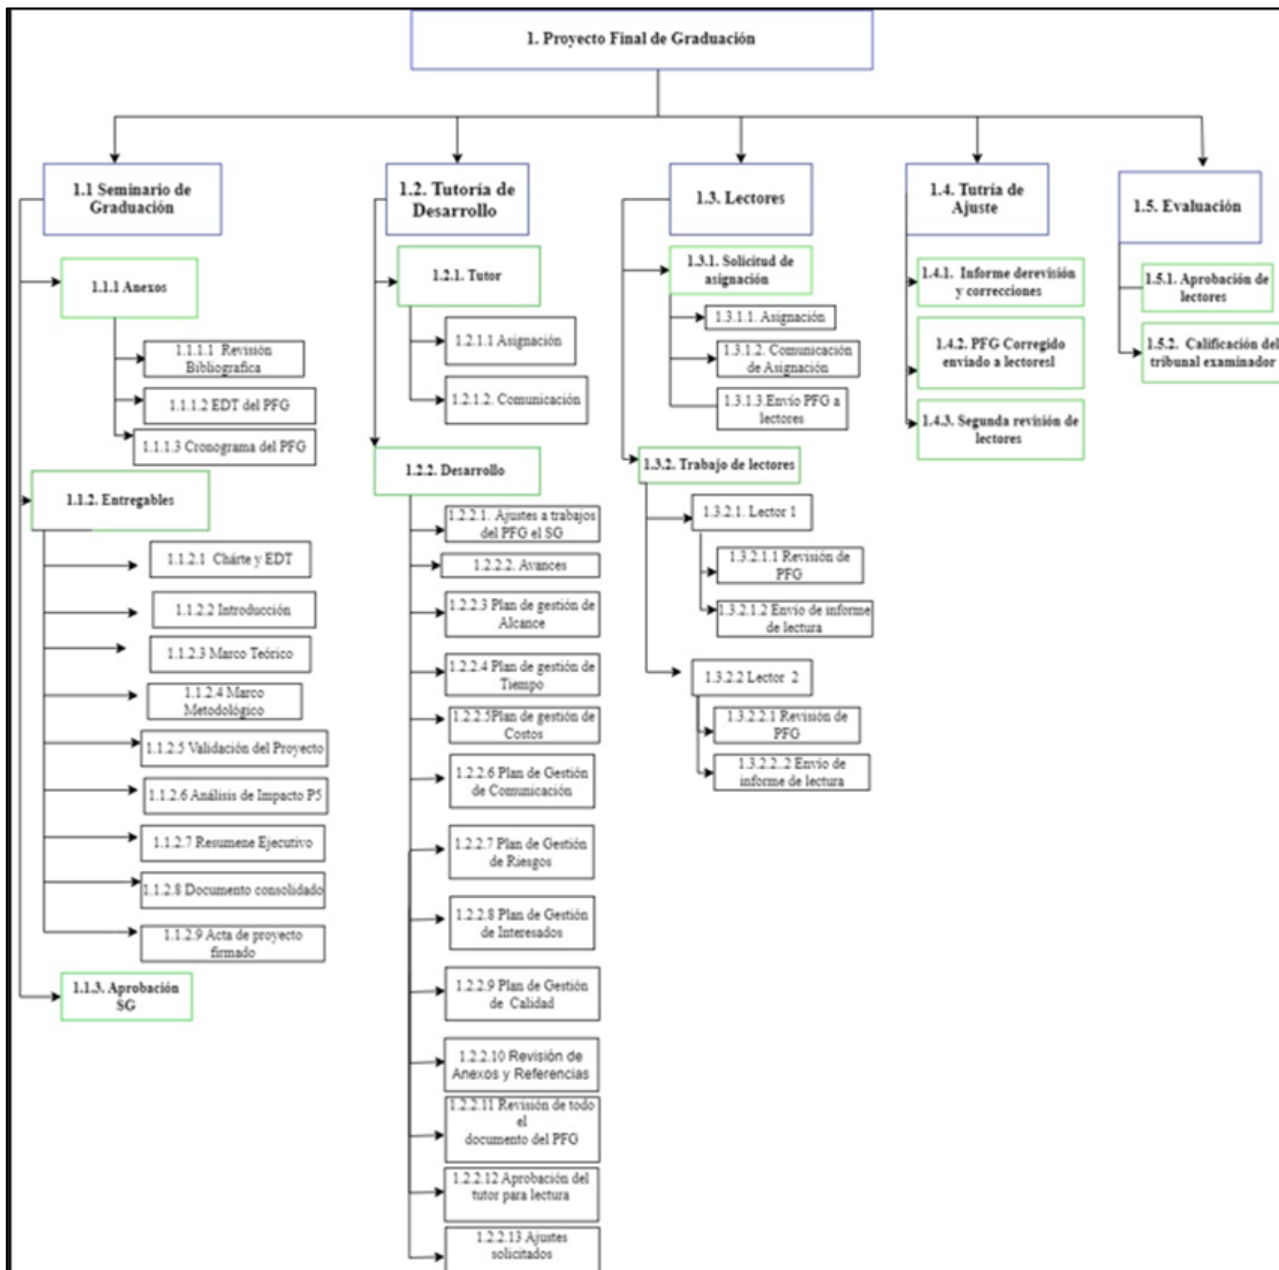 1. Proyecto Final de Graduación
1.1 Seminario de
Graduación
1.1.1 Anexos
1.1.1.1 Revisión
Bibliografica
1.1.1.2 EDT del PFG
1.1.1.3 Cronograma del PFG
1.1.2. Entregables
1.1.2.1 Chárte y EDT
1.1.2.2 Introducción
1.1.2.3 Marco Teórico
1.1.2.4 Marco
Metodológico
1.1.2.5 Validación del Proyecto
1.1.2.6 Análisis de Impacto P5
1.1.2.7 Resumene Ejecutivo
1.1.2.8 Documento consolidado
1.1.2.9 Acta de proyecto
firmado
1.1.3. Aprobación
SG
1.2. Tutoría de
Desarrollo
1.2.1. Tutor
1.2.1.1 Asignación
1.2.1.2. Comunicación
1.2.2. Desarrollo
1.2.2.1. Ajustes a trabajos
del PFG el SG
1.2.2.2. Avances
1.2.2.3 Plan de gestión de
Alcance
1.2.2.4 Plan de gestión de
Tiempo
1.2.2.5Plan de gestión de
Costos
1.2.2.6 Plan de Gestión
de Comunicación
1.2.2.7 Plan de Gestión
de Riesgos
1.2.2.8 Plan de Gestión
de Interesados
1.2.2.9 Plan de Gestión
de Calidad
1.2.2.10 Revisión de
Anexos y Referencias
1.2.2.11 Revisión de todo
el
documento del PFG
1.2.2.12 Aprobación del
tutor para lectura
1.2.2.13 Ajustes
solicitados
1.3. Lectores
1.3.1. Solicitud de
asignación
1.3.1.1. Asignación
1.3.1.2. Comunicación
de Asignación
1.3.1.3.Envío PFG a
lectores
1.3.2. Trabajo de lectores
1.3.2.1. Lector 1
1.3.2.1.1 Revisión de
PFG
1.3.2.1.2 Envío de informe
de lectura
1.3.2.2 Lector 2
1.3.2.2.1 Revisión de
PFG
1.3.2.2..2 Envío de
informe de lectura
1.4. Tutría de
Ajuste
1.4.1. Informe derevisión
y correcciones
1.4.2. PFG Corregido
enviado a lectoresl
1.4.3. Segunda revisión de
lectores
1.5. Evaluación
1.5.1. Aprobación de
lectores
1.5.2. Calificación del
tribunal examinador